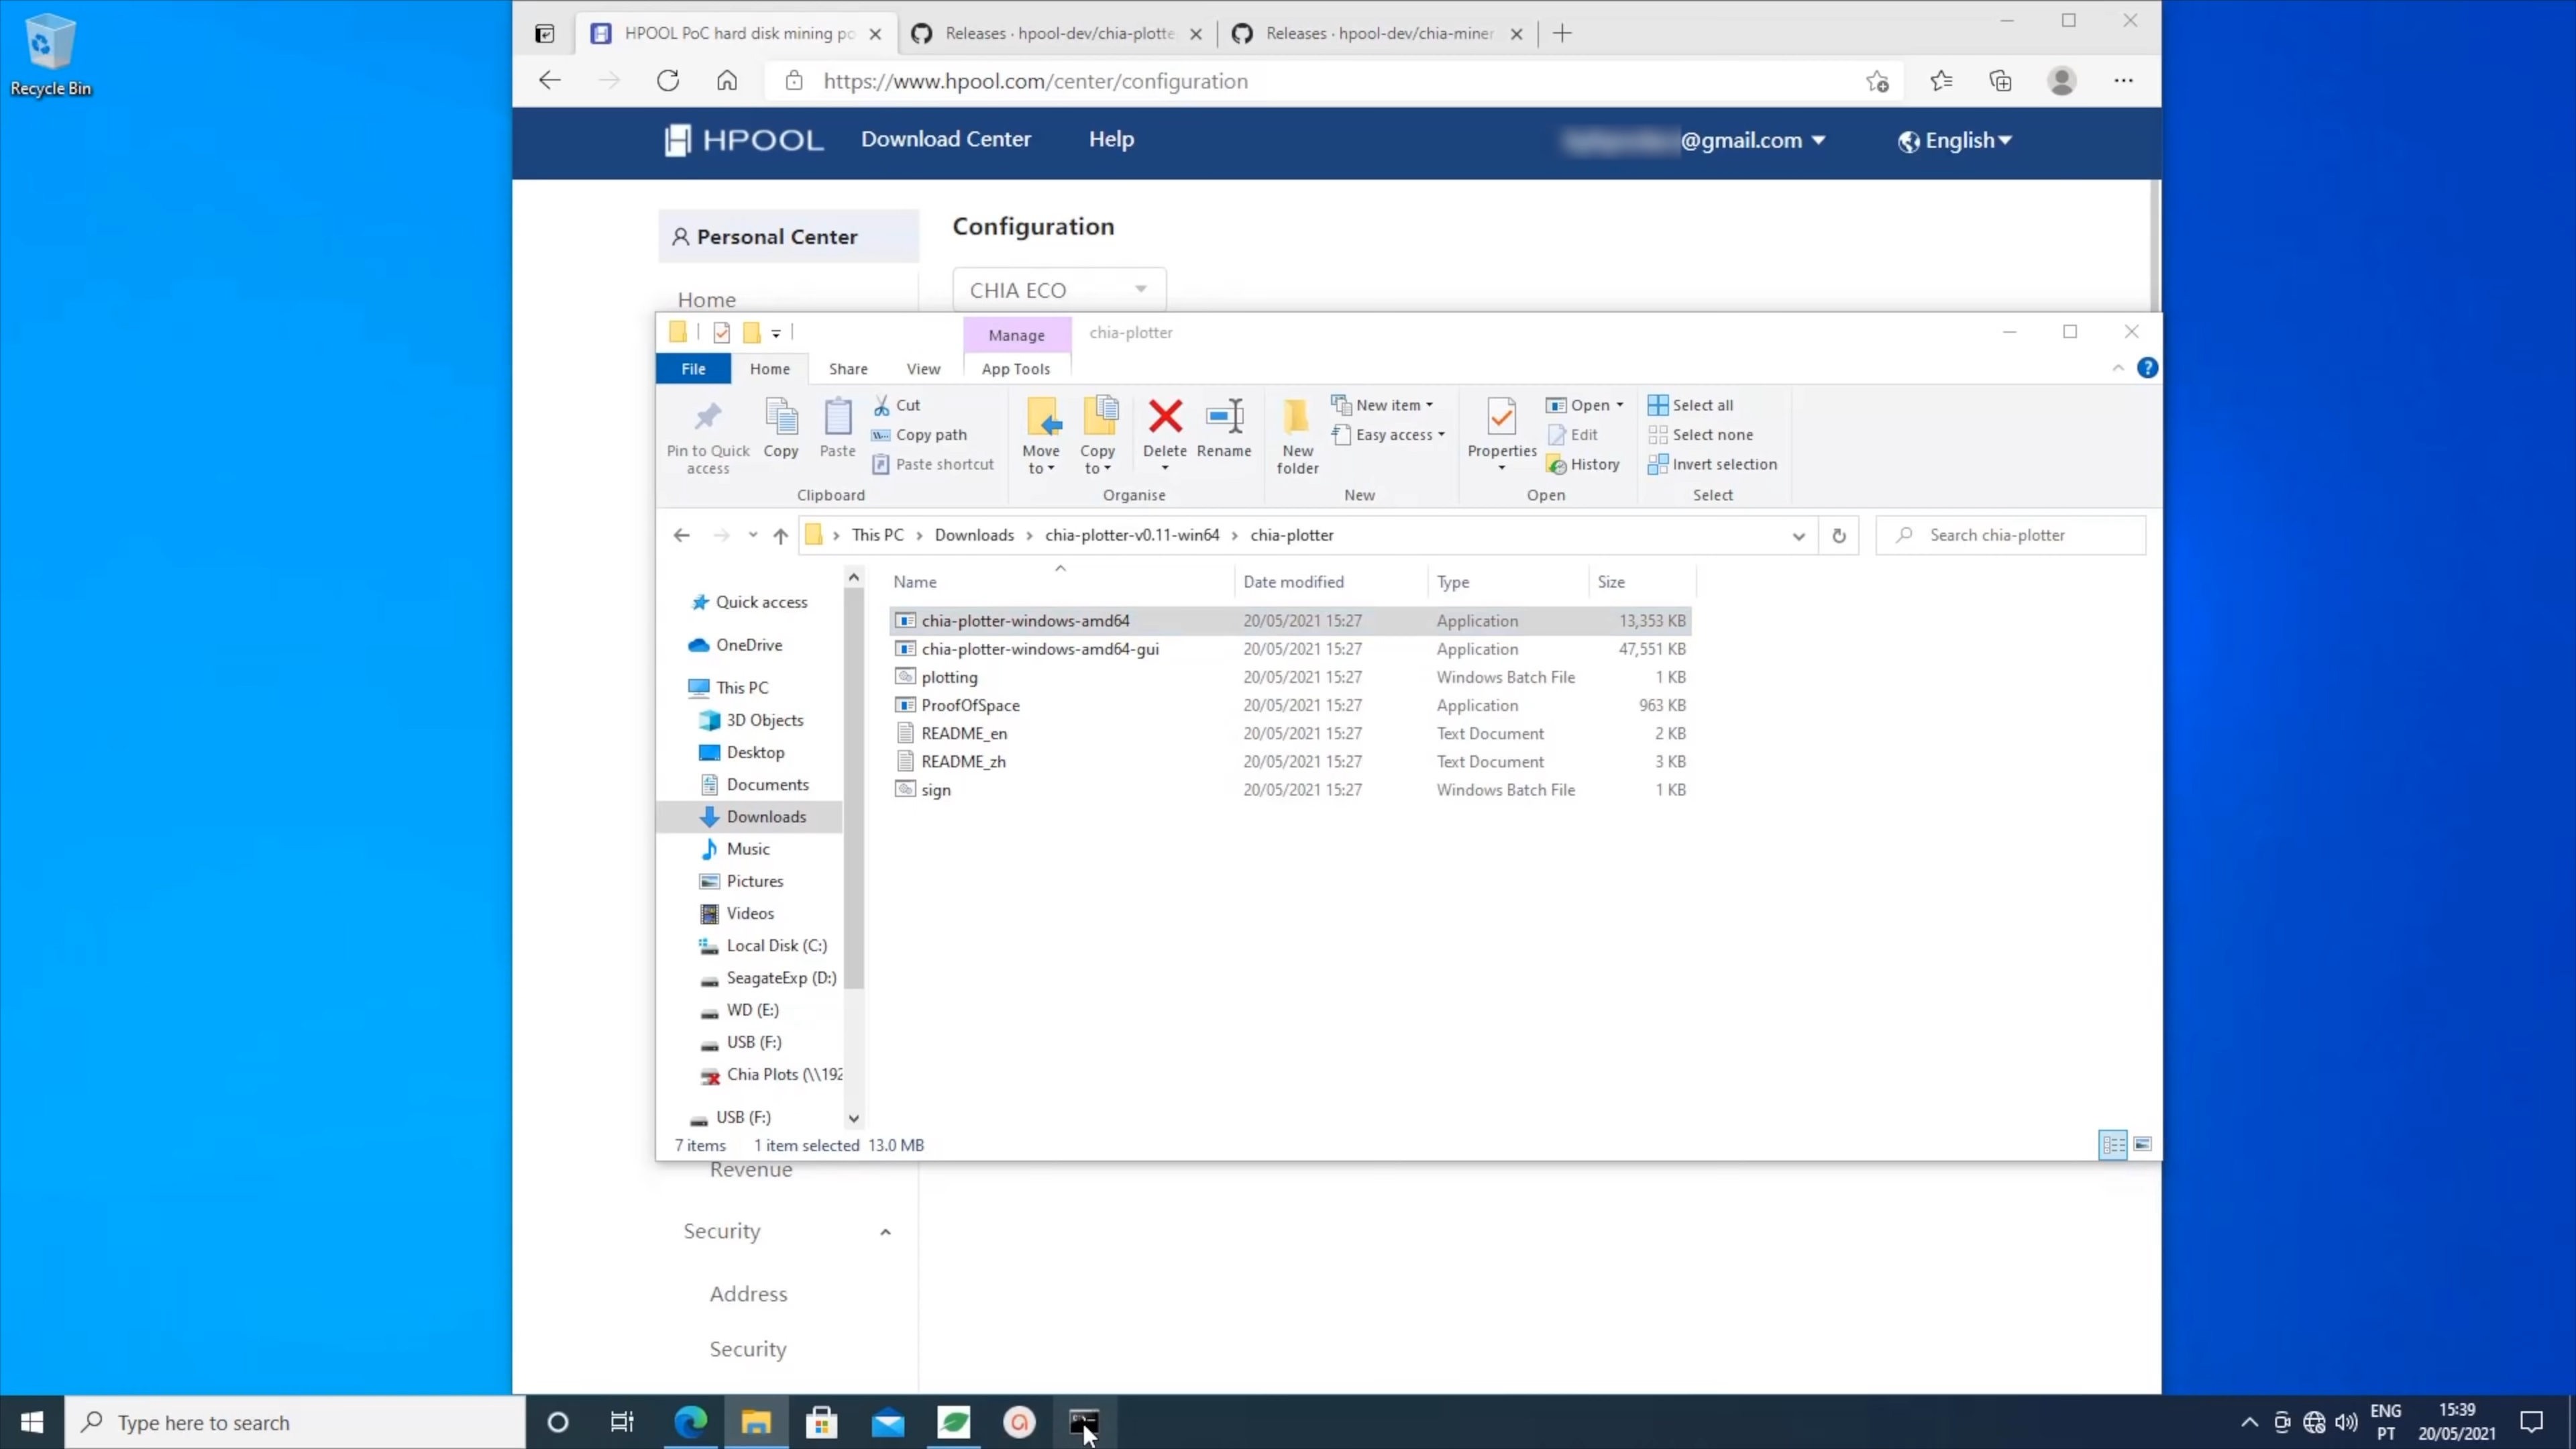 Recycle Bin
HPOOL PoC hard disk mining po
Releases · hpool-dev/chia-plotte
Releases · hpool-dev/chia-miner
https://www.hpool.com/center/configuration
HPOOL
Download Center
Help
@gmail.com
English
Personal Center
Configuration
Home
CHIA ECO
Manage
chia-plotter
File
Home
Share
View
App Tools
Pin to Quick access
Copy
Paste
Cut
Copy path
Paste shortcut
Clipboard
Move to
Copy to
Delete
Rename
Organise
New folder
New item
Easy access
New
Properties
Open
Edit
History
Open
Select all
Select none
Invert selection
Select
This PC
Downloads
chia-plotter-v0.11-win64
chia-plotter
Search chia-plotter
Name Date modified Type Size
chia-plotter-windows-amd64 20/05/2021 15:27 Application 13,353 KB
chia-plotter-windows-amd64-gui 20/05/2021 15:27 Application 47,551 KB
plotting 20/05/2021 15:27 Windows Batch File 1 KB
ProofOfSpace 20/05/2021 15:27 Application 963 KB
README_en 20/05/2021 15:27 Text Document 2 KB
README_zh 20/05/2021 15:27 Text Document 3 KB
sign 20/05/2021 15:27 Windows Batch File 1 KB
Quick access
OneDrive
This PC
3D Objects
Desktop
Documents
Downloads
Music
Pictures
Videos
Local Disk (C:)
SeagateExp (D:)
WD (E:)
USB (F:)
Chia Plots (\\192
USB (F:)
7 items 1 item selected 13.0 MB
Revenue
Security
Address
Security
Type here to search
ENG
PT
15:39
20/05/2021